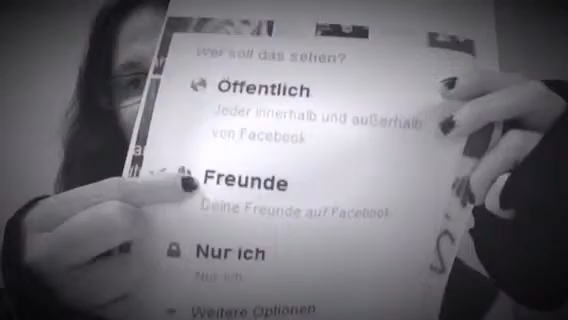 Wer soll das sehen?
Öffentlich
Jeder innerhalb und außerhalb
von Facebook
Freunde
Deine Freunde auf Facebook
Nur ich
Nur ich
Weitere Optionen